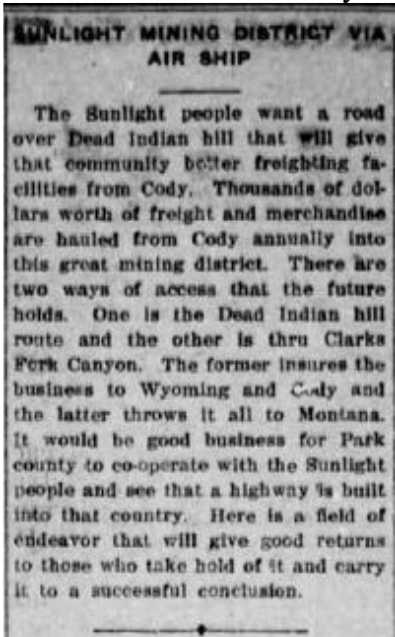 SUNLIGHT MINING DISTRICT VIA
AIR SHIP
The Sunlight people want a road
over Dead Indian hill that will give
that community better freighting fa-
cilities from Cody. Thousands of dol-
lars worth of freight and merchandise
are hauled from Cody annually into
this great mining district. There are
two ways of access that the future
holds. One is the Dead Indian hill
route and the other is thru Clarks
Fork Canyon. The former insures the
business to Wyoming and Cody and
the latter throws it all to Montana.
It would be good business for Park
county to co-operate with the Sunlight
people and see that a highway is built
into that country. Here is a field of
endeavor that will give good returns
to those who take hold of it and carry
it to a successful conclusion.